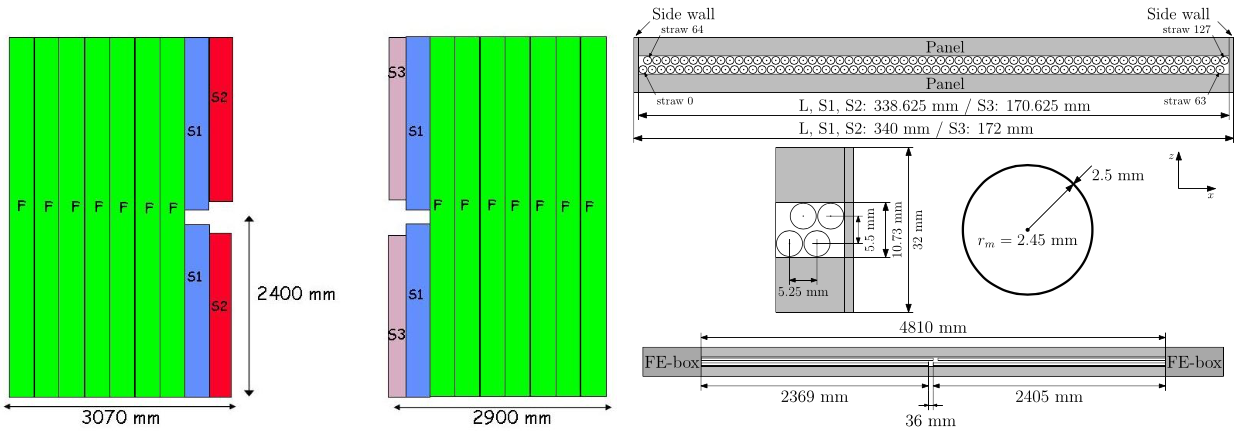 S3
S2
S1
S1
F F F F F F F
F F F F F F F
S1
S1
S2
S3
2400 mm
3070 mm
2900 mm
Side wall
Side wall
straw 64
straw 127
Panel
Panel
straw 0
straw 63
L, S1, S2: 338.625 mm / S3: 170.625 mm
L, S1, S2: 340 mm / S3: 172 mm
5.5 mm
10.73 mm
32 mm
5.25 mm
z
x
2.5 mm
r_m = 2.45 mm
4810 mm
FE-box
FE-box
2369 mm
2405 mm
36 mm